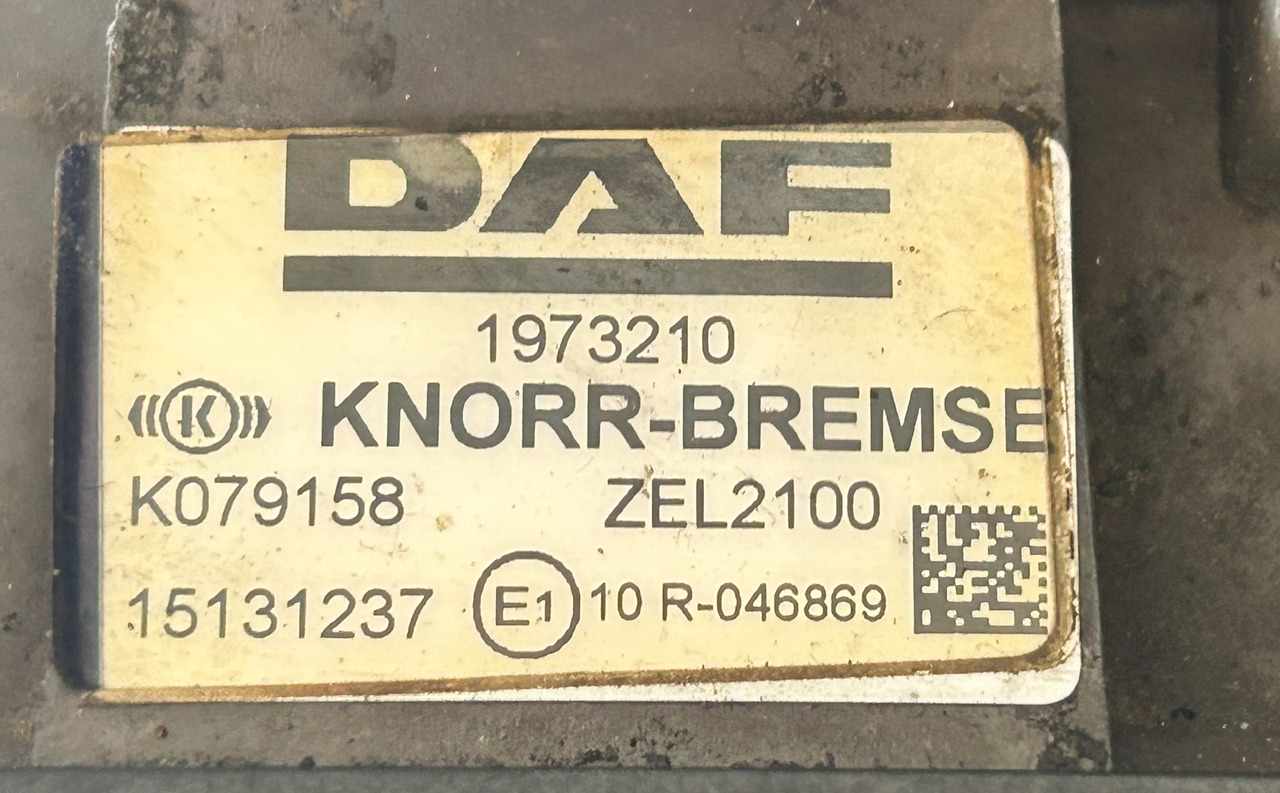 DAF
1973210
K KNORR-BREMSE
K079158 ZEL2100
15131237 E1 10 R-046869